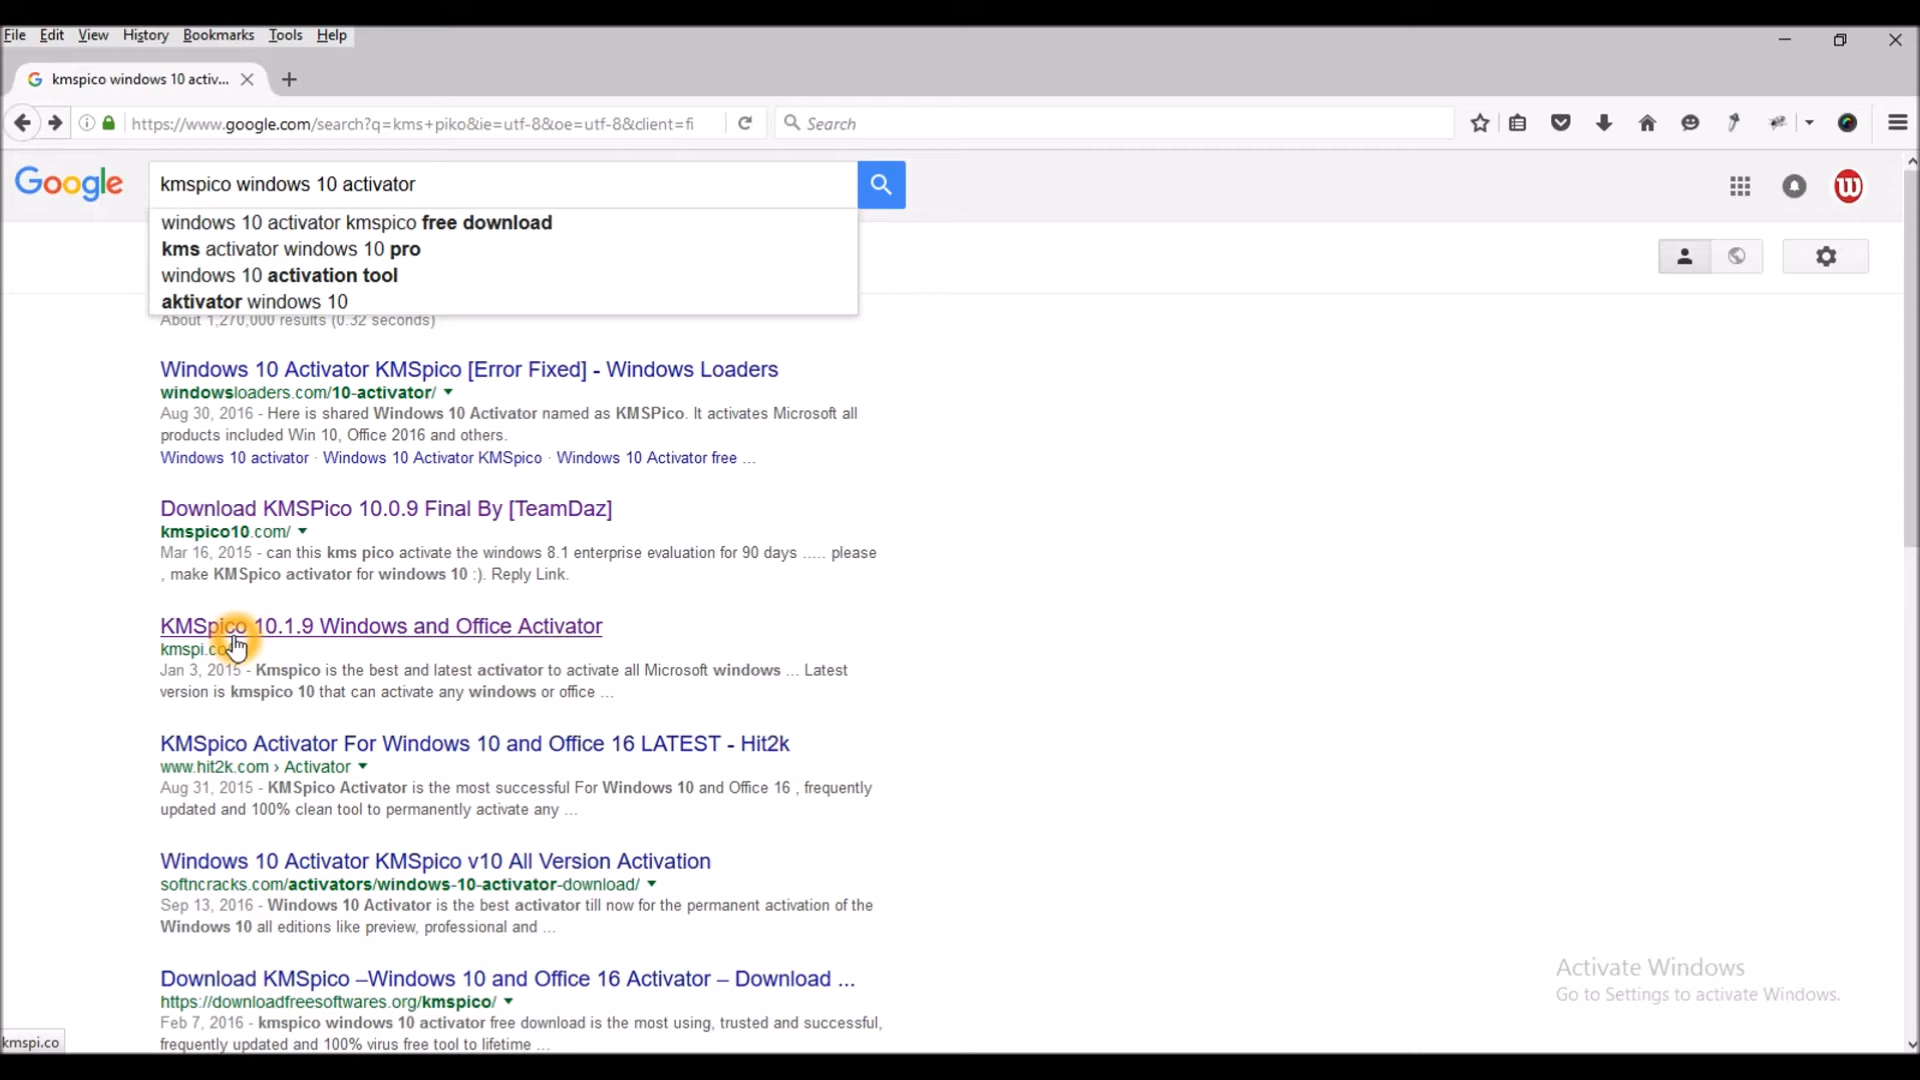 File Edit View History Bookmarks Tools Help
kmspico windows 10 activ...
https://www.google.com/search?q=kms+piko&ie=utf-8&oe=utf-8&client=fi Search
Google kmspico windows 10 activator
windows 10 activator kmspico free download
kms activator windows 10 pro
windows 10 activation tool
aktivator windows 10
About 1,270,000 results (0.32 seconds)
Windows 10 Activator KMSpico [Error Fixed] - Windows Loaders
windowsloaders.com/10-activator/
Aug 30, 2016 - Here is shared Windows 10 Activator named as KMSPico. It activates Microsoft all
products included Win 10, Office 2016 and others.
Windows 10 activator · Windows 10 Activator KMSpico · Windows 10 Activator free ...
Download KMSPico 10.0.9 Final By [TeamDaz]
kmspico10.com/
Mar 16, 2015 - can this kms pico activate the windows 8.1 enterprise evaluation for 90 days ..... please
, make KMSpico activator for windows 10 :). Reply Link.
KMSpico 10.1.9 Windows and Office Activator
kmspi.co
Jan 3, 2015 - Kmspico is the best and latest activator to activate all Microsoft windows ... Latest
version is kmspico 10 that can activate any windows or office ...
KMSpico Activator For Windows 10 and Office 16 LATEST - Hit2k
www.hit2k.com › Activator
Aug 31, 2015 - KMSpico Activator is the most successful For Windows 10 and Office 16 , frequently
updated and 100% clean tool to permanently activate any ...
Windows 10 Activator KMSpico v10 All Version Activation
softncracks.com/activators/windows-10-activator-download/
Sep 13, 2016 - Windows 10 Activator is the best activator till now for the permanent activation of the
Windows 10 all editions like preview, professional and ...
Download KMSpico –Windows 10 and Office 16 Activator – Download ...
https://downloadfreesoftwares.org/kmspico/
Feb 7, 2016 - kmspico windows 10 activator free download is the most using, trusted and successful,
frequently updated and 100% virus free tool to lifetime ...
Activate Windows
Go to Settings to activate Windows.
kmspi.co